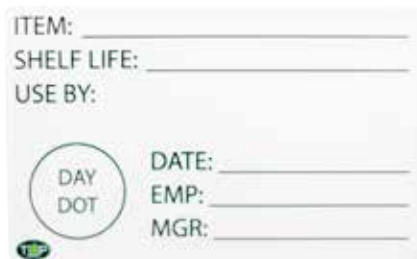 ITEM:
SHELF LIFE:
USE BY:
DAY
DOT
DATE:
EMP:
MGR: